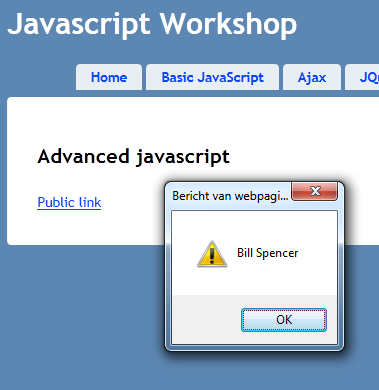 Javascript Workshop
Home Basic JavaScript Ajax
Advanced javascript
Public link
Bericht van webpagi...
Bill Spencer
OK